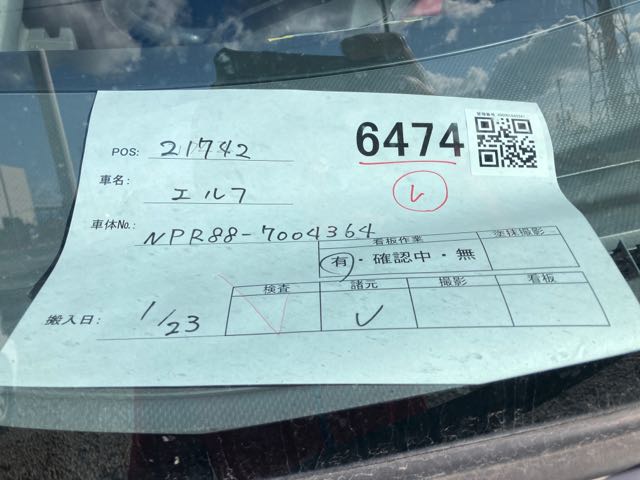 6474
POS: 21742
車名: エルフ
車体No.: NPR88-7004364
看板作業 塗抹撮影
有・確認中・無
検査 諸元 撮影 看板
搬入日: 1/23